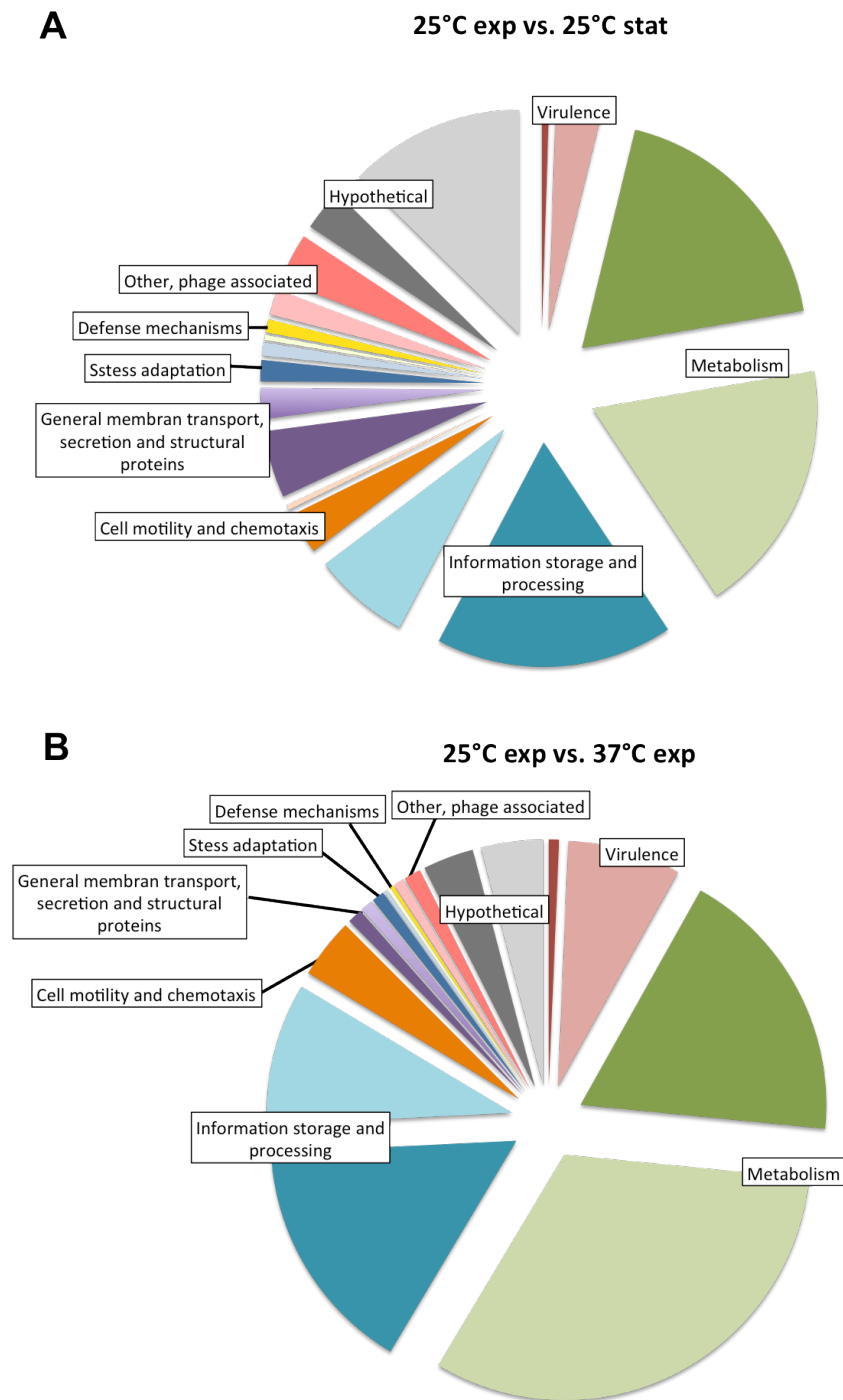 A
25°C exp vs. 25°C stat
Virulence
Hypothetical
Other, phage associated
Defense mechanisms
Sstess adaptation
Metabolism
General membran transport,
secretion and structural
proteins
Cell motility and chemotaxis
Information storage and
processing
B
25°C exp vs. 37°C exp
Defense mechanisms
Other, phage associated
Stess adaptation
Virulence
General membran transport,
secretion and structural
proteins
Hypothetical
Cell motility and chemotaxis
Information storage and
processing
Metabolism